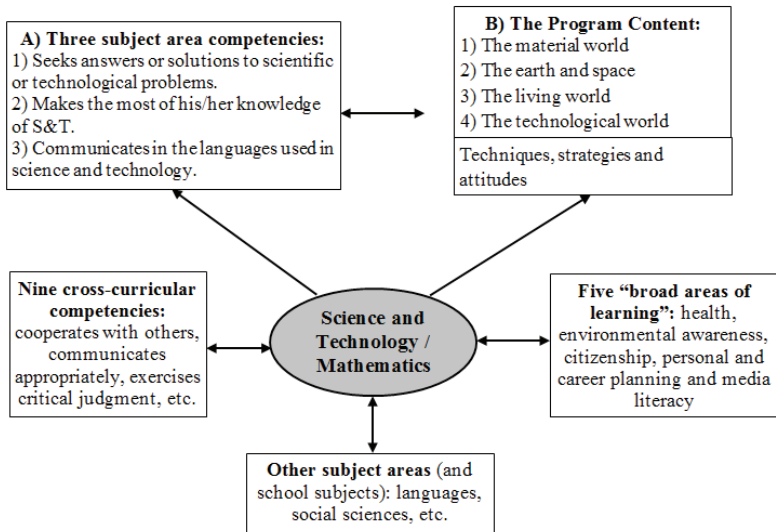 A) Three subject area competencies:
1) Seeks answers or solutions to scientific
or technological problems.
2) Makes the most of his/her knowledge
of S&T.
3) Communicates in the languages used in
science and technology.
B) The Program Content:
1) The material world
2) The earth and space
3) The living world
4) The technological world
Techniques, strategies and
attitudes
Nine cross-curricular
competencies:
cooperates with others,
communicates
appropriately, exercises
critical judgment, etc.
Science and
Technology /
Mathematics
Five “broad areas of
learning”: health,
environmental awareness,
citizenship, personal and
career planning and media
literacy
Other subject areas (and
school subjects): languages,
social sciences, etc.